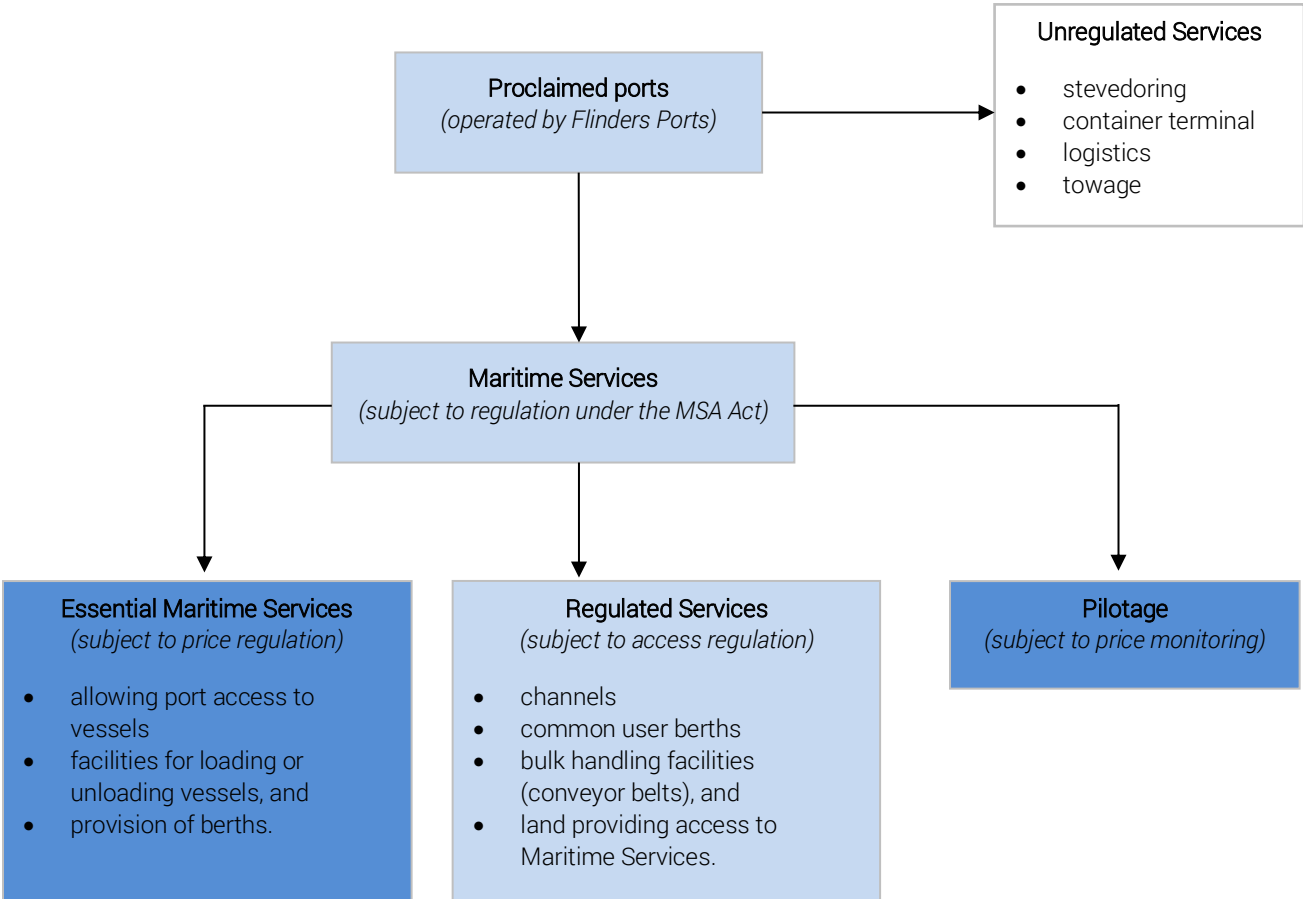 Unregulated Services
• stevedoring
• container terminal
• logistics
• towage
Proclaimed ports
(operated by Flinders Ports)
Maritime Services
(subject to regulation under the MSA Act)
Essential Maritime Services
(subject to price regulation)
• allowing port access to
vessels
• facilities for loading or
unloading vessels, and
• provision of berths.
Regulated Services
(subject to access regulation)
• channels
• common user berths
• bulk handling facilities
(conveyor belts), and
• land providing access to
Maritime Services.
Pilotage
(subject to price monitoring)